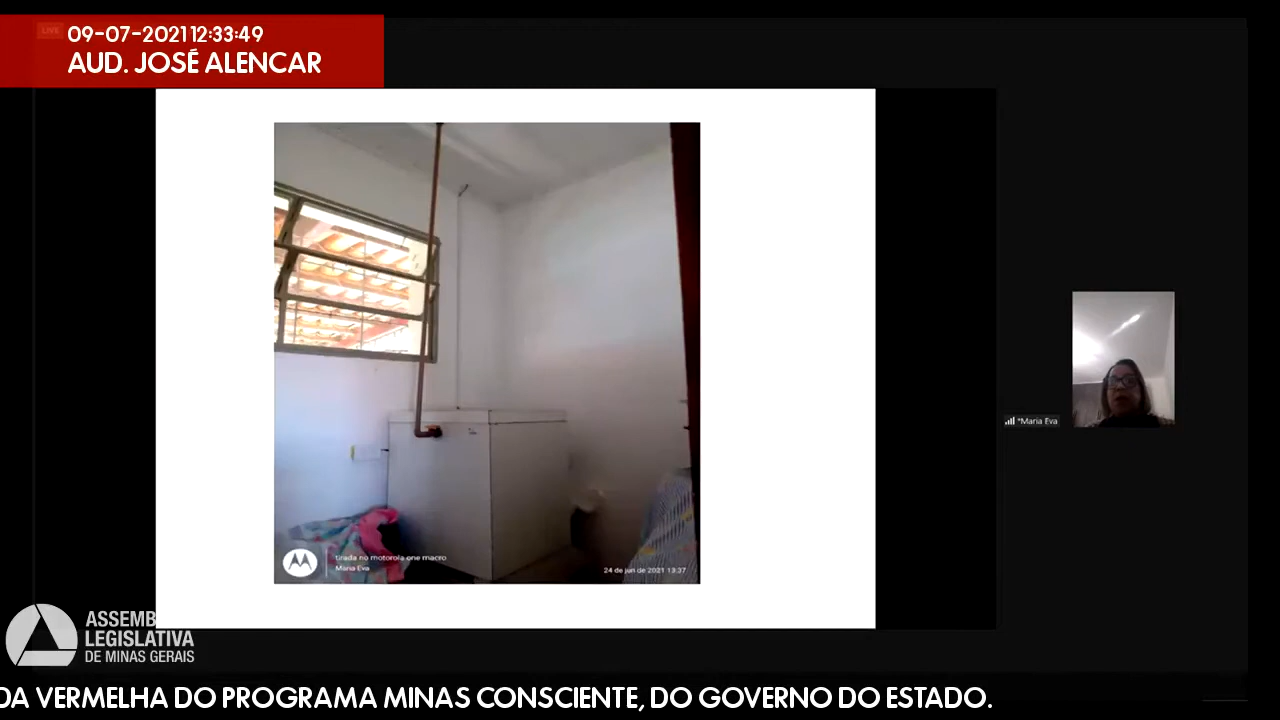 LIVE
09-07-2021 12:33:49
AUD. JOSÉ ALENCAR
*Maria Eva
tirada no motorola one macro
Maria Eva
24 de jun de 2021 13:37
ASSEMB
LEGISLATIVA
DE MINAS GERAIS
DA VERMELHA DO PROGRAMA MINAS CONSCIENTE, DO GOVERNO DO ESTADO.